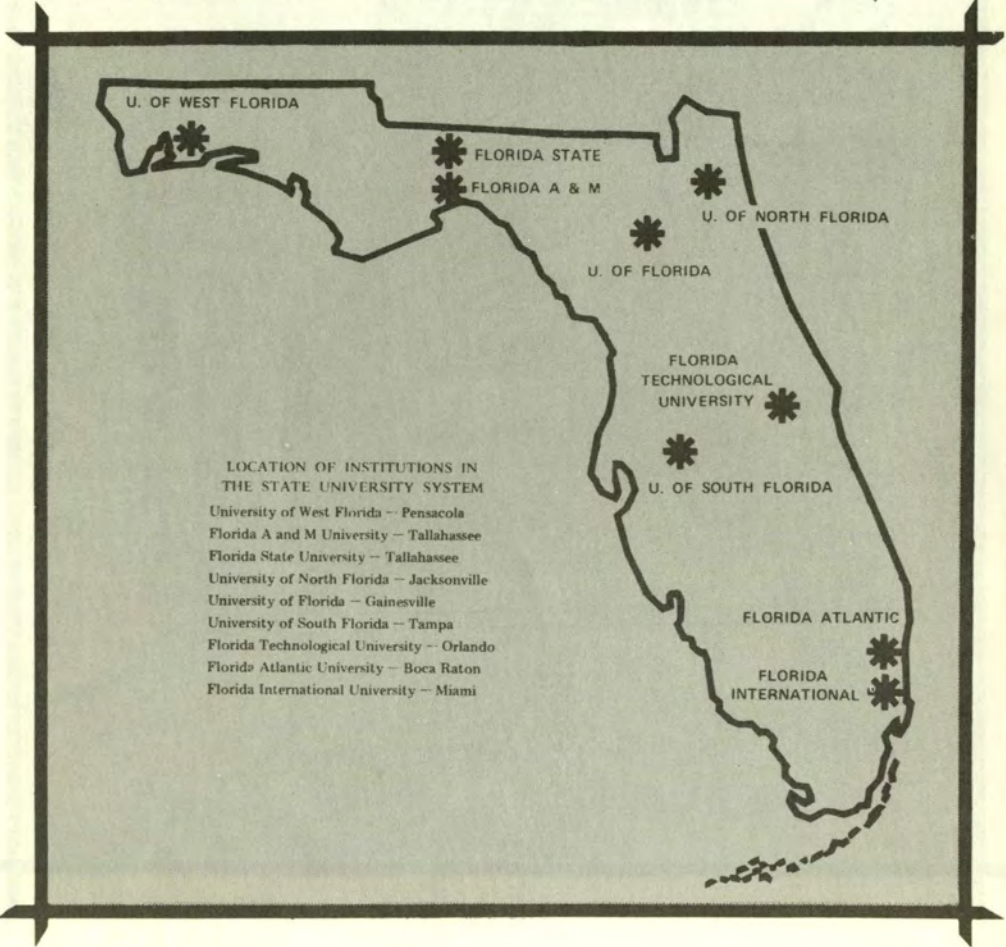 U. OF WEST FLORIDA
FLORIDA STATE
FLORIDA A & M
U. OF NORTH FLORIDA
U. OF FLORIDA
FLORIDA
TECHNOLOGICAL
UNIVERSITY
U. OF SOUTH FLORIDA
LOCATION OF INSTITUTIONS IN
THE STATE UNIVERSITY SYSTEM
University of West Florida — Pensacola
Florida A and M University — Tallahassee
Florida State University — Tallahassee
University of North Florida — Jacksonville
University of Florida — Gainesville
University of South Florida — Tampa
Florida Technological University — Orlando
Florida Atlantic University — Boca Raton
Florida International University — Miami
FLORIDA ATLANTIC
FLORIDA
INTERNATIONAL